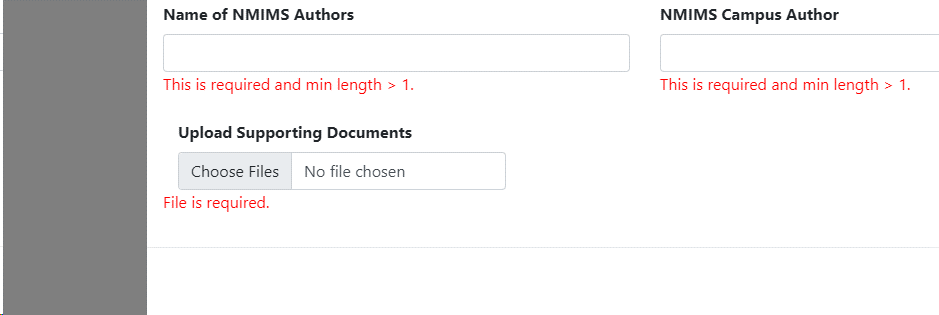 Name of NMIMS Authors
NMIMS Campus Author
This is required and min length > 1.
This is required and min length > 1.
Upload Supporting Documents
Choose Files No file chosen
File is required.